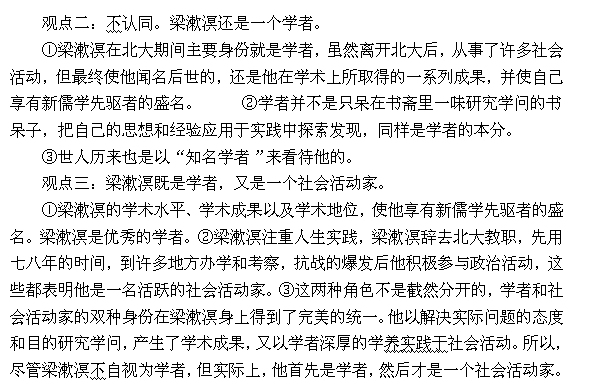 观点二：不认同。梁漱溟还是一个学者。
①梁漱溟在北大期间主要身份就是学者，虽然离开北大后，从事了许多社会
活动，但最终使他闻名后世的，还是他在学术上所取得的一系列成果，并使自己
享有新儒学先驱者的盛名。 ②学者并不是只呆在书斋里一味研究学问的书
呆子，把自己的思想和经验应用于实践中探索发现，同样是学者的本分。
③世人历来也是以“知名学者”来看待他的。
观点三：梁漱溟既是学者，又是一个社会活动家。
①梁漱溟的学术水平、学术成果以及学术地位，使他享有新儒学先驱者的盛
名。梁漱溟是优秀的学者。②梁漱溟注重人生实践，梁漱溟辞去北大教职，先用
七八年的时间，到许多地方办学和考察，抗战的爆发后他积极参与政治活动，这
些都表明他是一名活跃的社会活动家。③这两种角色不是截然分开的，学者和社
会活动家的双种身份在梁漱溟身上得到了完美的统一。他以解决实际问题的态度
和目的研究学问，产生了学术成果，又以学者深厚的学养实践于社会活动。所以，
尽管梁漱溟不自视为学者，但实际上，他首先是学者，然后才是一个社会活动家。